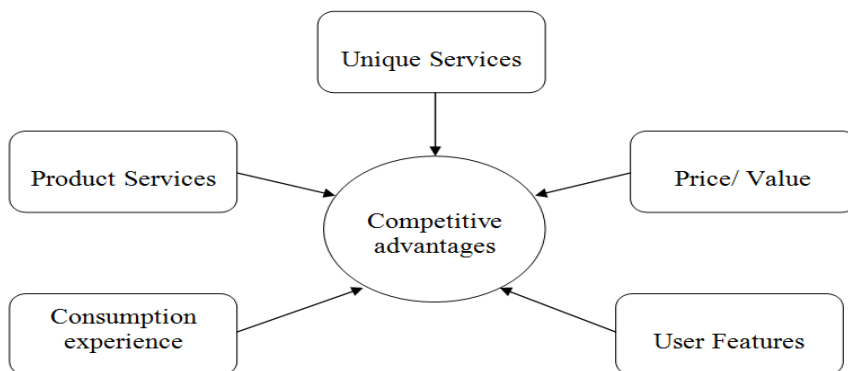 Unique Services
Product Services
Price/ Value
Competitive
advantages
Consumption
experience
User Features